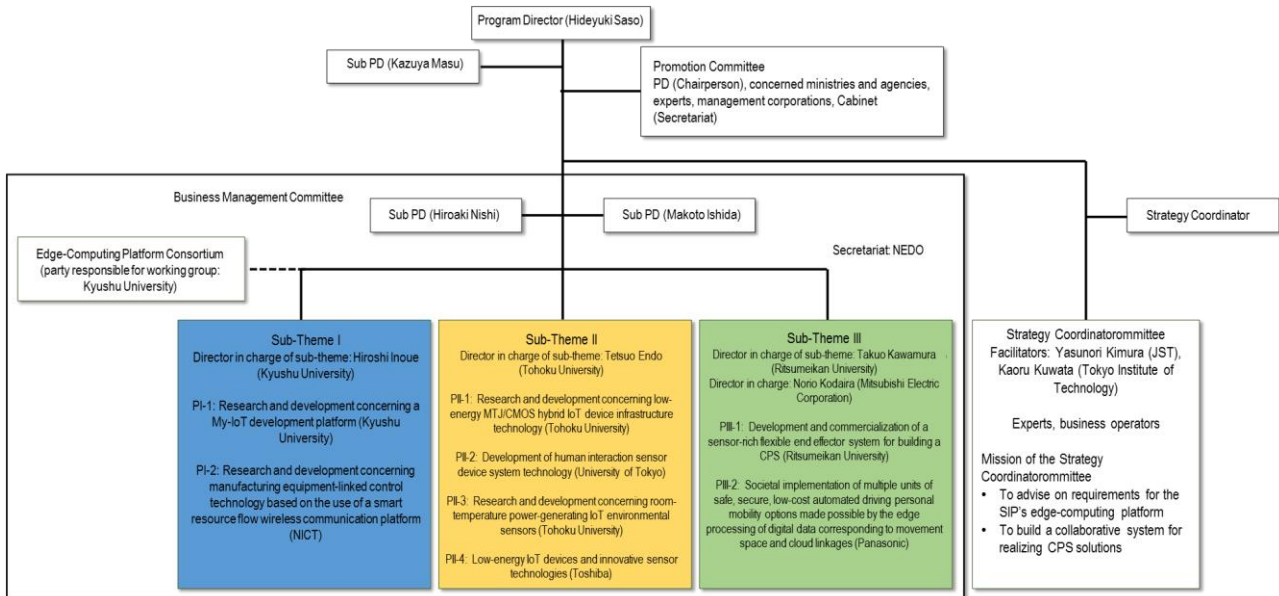 Program Director (Hideyuki Saso)
Sub PD (Kazuya Masu)
Promotion Committee
PD (Chairperson), concerned ministries and agencies,
experts, management corporations, Cabinet
(Secretariat)
Business Management Committee
Sub PD (Hiroaki Nishi)
Sub PD (Makoto Ishida)
Strategy Coordinator
Secretariat: NEDO
Edge-Computing Platform Consortium
(party responsible for working group:
Kyushu University)
Sub-Theme I
Director in charge of sub-theme: Hiroshi Inoue
(Kyushu University)
PI-1: Research and development concerning a
My-IoT development platform (Kyushu
University)
PI-2: Research and development concerning
manufacturing equipment-linked control
technology based on the use of a smart
resource flow wireless communication platform
(NICT)
Sub-Theme II
Director in charge of sub-theme: Tetsuo Endo
(Tohoku University)
PII-1: Research and development concerning low-
energy MTJ/CMOS hybrid IoT device infrastructure
technology (Tohoku University)
PII-2: Development of human interaction sensor
device system technology (University of Tokyo)
PII-3: Research and development concerning room-
temperature power-generating IoT environmental
sensors (Tohoku University)
PII-4: Low-energy IoT devices and innovative sensor
technologies (Toshiba)
Sub-Theme III
Director in charge of sub-theme: Takuo Kawamura
(Ritsumeikan University)
Director in charge: Norio Kodaira (Mitsubishi Electric
Corporation)
PIII-1: Development and commercialization of a
sensor-rich flexible end effector system for building a
CPS (Ritsumeikan University)
PIII-2: Societal implementation of multiple units of
safe, secure, low-cost automated driving personal
mobility options made possible by the edge
processing of digital data corresponding to movement
space and cloud linkages (Panasonic)
Strategy Coordinatorommittee
Facilitators: Yasunori Kimura (JST),
Kaoru Kuwata (Tokyo Institute of
Technology)
Experts, business operators
Mission of the Strategy
Coordinatorommittee
• To advise on requirements for the
SIP's edge-computing platform
• To build a collaborative system for
realizing CPS solutions